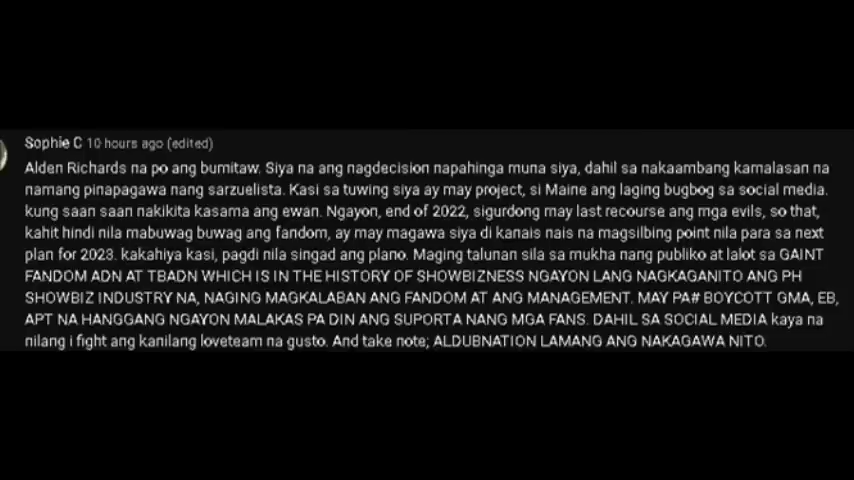 Sophie C 10 hours ago (edited)
Alden Richards na po ang bumitaw. Siya na ang nagdecision napahinga muna siya, dahil sa nakaambang kamalasan na
namang pinapagawa nang sarzuelista. Kasi sa tuwing siya ay may project, si Maine ang laging bugbog sa social media.
kung saan saan nakikita kasama ang ewan. Ngayon, end of 2022, sigurdong may last recourse ang mga evils, so that,
kahit hindi nila mabuwag buwag ang fandom, ay may magawa siya di kanais nais na magsilbing point nila para sa next
plan for 2023. kakahiya kasi, pagdi nila singad ang plano. Maging talunan sila sa mukha nang publiko at lalot sa GAINT
FANDOM ADN AT TBADN WHICH IS IN THE HISTORY OF SHOWBIZNESS NGAYON LANG NAGKAGANITO ANG PH
SHOWBIZ INDUSTRY NA, NAGING MAGKALABAN ANG FANDOM AT ANG MANAGEMENT. MAY PA# BOYCOTT GMA, EB,
APT NA HANGGANG NGAYON MALAKAS PA DIN ANG SUPORTA NANG MGA FANS. DAHIL SA SOCIAL MEDIA kaya na
nilang i fight ang kanilang loveteam na gusto. And take note; ALDUBNATION LAMANG ANG NAKAGAWA NITO.